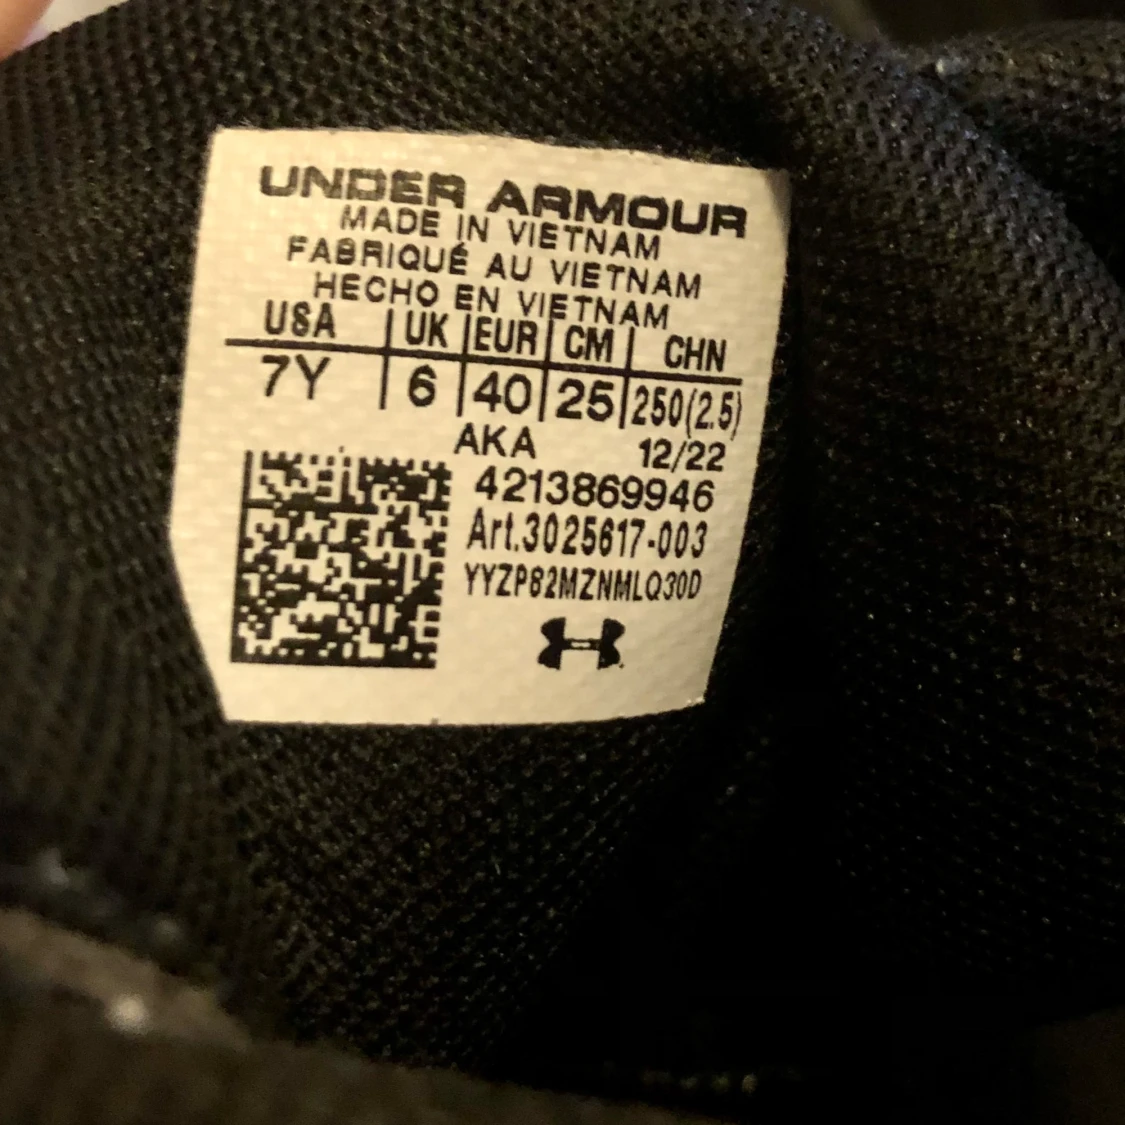 UNDER ARMOUR
MADE IN VIETNAM
FABRIQUÉ AU VIETNAM
HECHO EN VIETNAM
USA UK EUR CM CHN
7Y 6 40 25 250(2.5)
AKA 12/22
4213869946
Art.3025617-003
YYZP82MZNMLQ30D